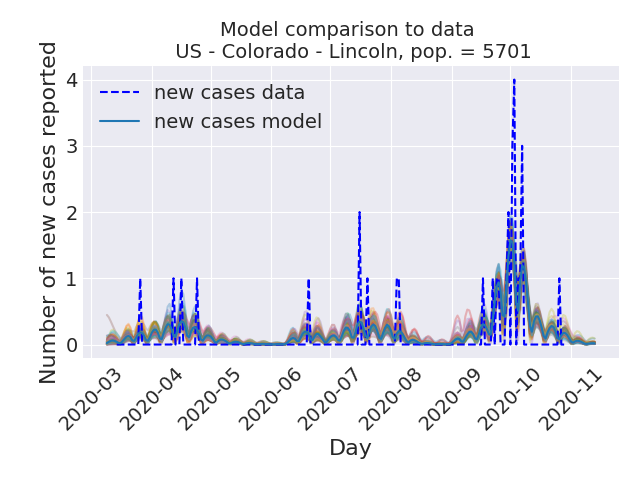 Model comparison to data
US - Colorado - Lincoln, pop. = 5701
Number of new cases reported
4
3
2
1
0
new cases data
new cases model
2020-03
2020-04
2020-05
2020-06
2020-07
2020-08
2020-09
2020-10
2020-11
Day